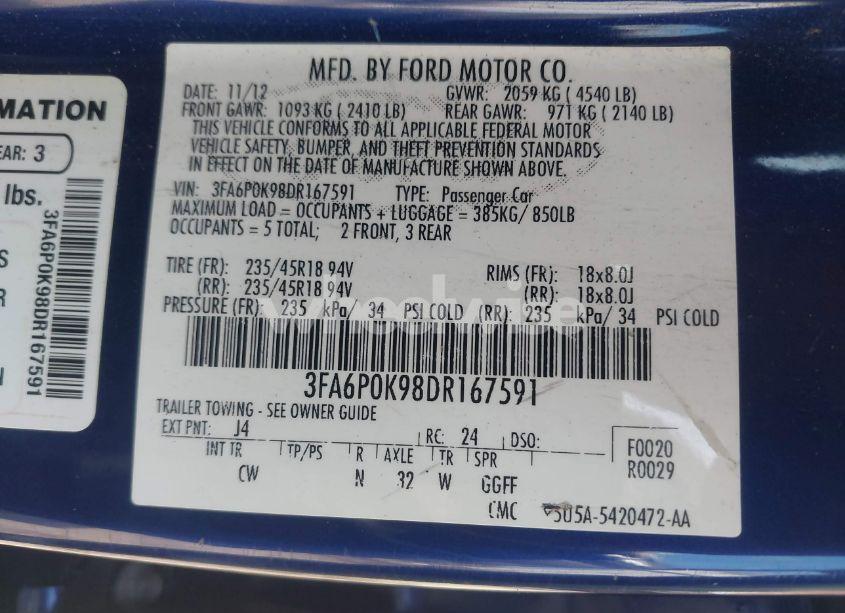 MFD. BY FORD MOTOR CO.
DATE: 11/12 GVWR: 2059 KG ( 4540 LB)
FRONT GAWR: 1093 KG ( 2410 LB) REAR GAWR: 971 KG ( 2140 LB)
THIS VEHICLE CONFORMS TO ALL APPLICABLE FEDERAL MOTOR
VEHICLE SAFETY, BUMPER, AND THEFT PREVENTION STANDARDS
IN EFFECT ON THE DATE OF MANUFACTURE SHOWN ABOVE.
VIN: 3FA6P0K98DR167591 TYPE: Passenger Car
MAXIMUM LOAD = OCCUPANTS + LUGGAGE = 385KG/ 850LB
OCCUPANTS = 5 TOTAL; 2 FRONT, 3 REAR
TIRE (FR): 235/45R18 94V RIMS (FR): 18x8.0J
(RR): 235/45R18 94V (RR): 18x8.0J
PRESSURE (FR): 235 kPa/ 34 PSI COLD (RR): 235 kPa/ 34 PSI COLD
3FA6P0K98DR167591
TRAILER TOWING - SEE OWNER GUIDE
EXT PNT: J4 RC: 24 DSO:
INT TR TP/PS R AXLE TR SPR
CW N 32 W GGFF
F0020
R0029
CMC 5U5A-5420472-AA
MATION
EAR: 3
lbs.
S
R
N
3FA6P0K98DR167591